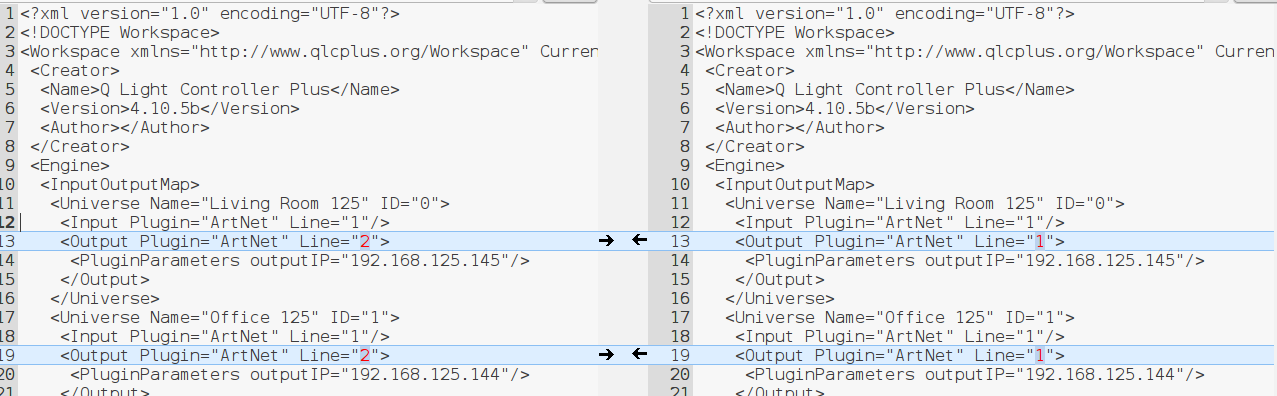 1 <?xml version="1.0" encoding="UTF-8"?>
2 <!DOCTYPE Workspace>
3 <Workspace xmlns="http://www.qlcplus.org/Workspace" Curren
4 <Creator>
5 <Name>Q Light Controller Plus</Name>
6 <Version>4.10.5b</Version>
7 <Author></Author>
8 </Creator>
9 <Engine>
10 <InputOutputMap>
11 <Universe Name="Living Room 125" ID="0">
12 <Input Plugin="ArtNet" Line="1"/>
13 <Output Plugin="ArtNet" Line="2">
14 <PluginParameters outputIP="192.168.125.145"/>
15 </Output>
16 </Universe>
17 <Universe Name="Office 125" ID="1">
18 <Input Plugin="ArtNet" Line="1"/>
19 <Output Plugin="ArtNet" Line="2">
20 <PluginParameters outputIP="192.168.125.144"/>
21 </Output>
1 <?xml version="1.0" encoding="UTF-8"?>
2 <!DOCTYPE Workspace>
3 <Workspace xmlns="http://www.qlcplus.org/Workspace" Curren
4 <Creator>
5 <Name>Q Light Controller Plus</Name>
6 <Version>4.10.5b</Version>
7 <Author></Author>
8 </Creator>
9 <Engine>
10 <InputOutputMap>
11 <Universe Name="Living Room 125" ID="0">
12 <Input Plugin="ArtNet" Line="1"/>
13 <Output Plugin="ArtNet" Line="1">
14 <PluginParameters outputIP="192.168.125.145"/>
15 </Output>
16 </Universe>
17 <Universe Name="Office 125" ID="1">
18 <Input Plugin="ArtNet" Line="1"/>
19 <Output Plugin="ArtNet" Line="1">
20 <PluginParameters outputIP="192.168.125.144"/>
21 </Output>